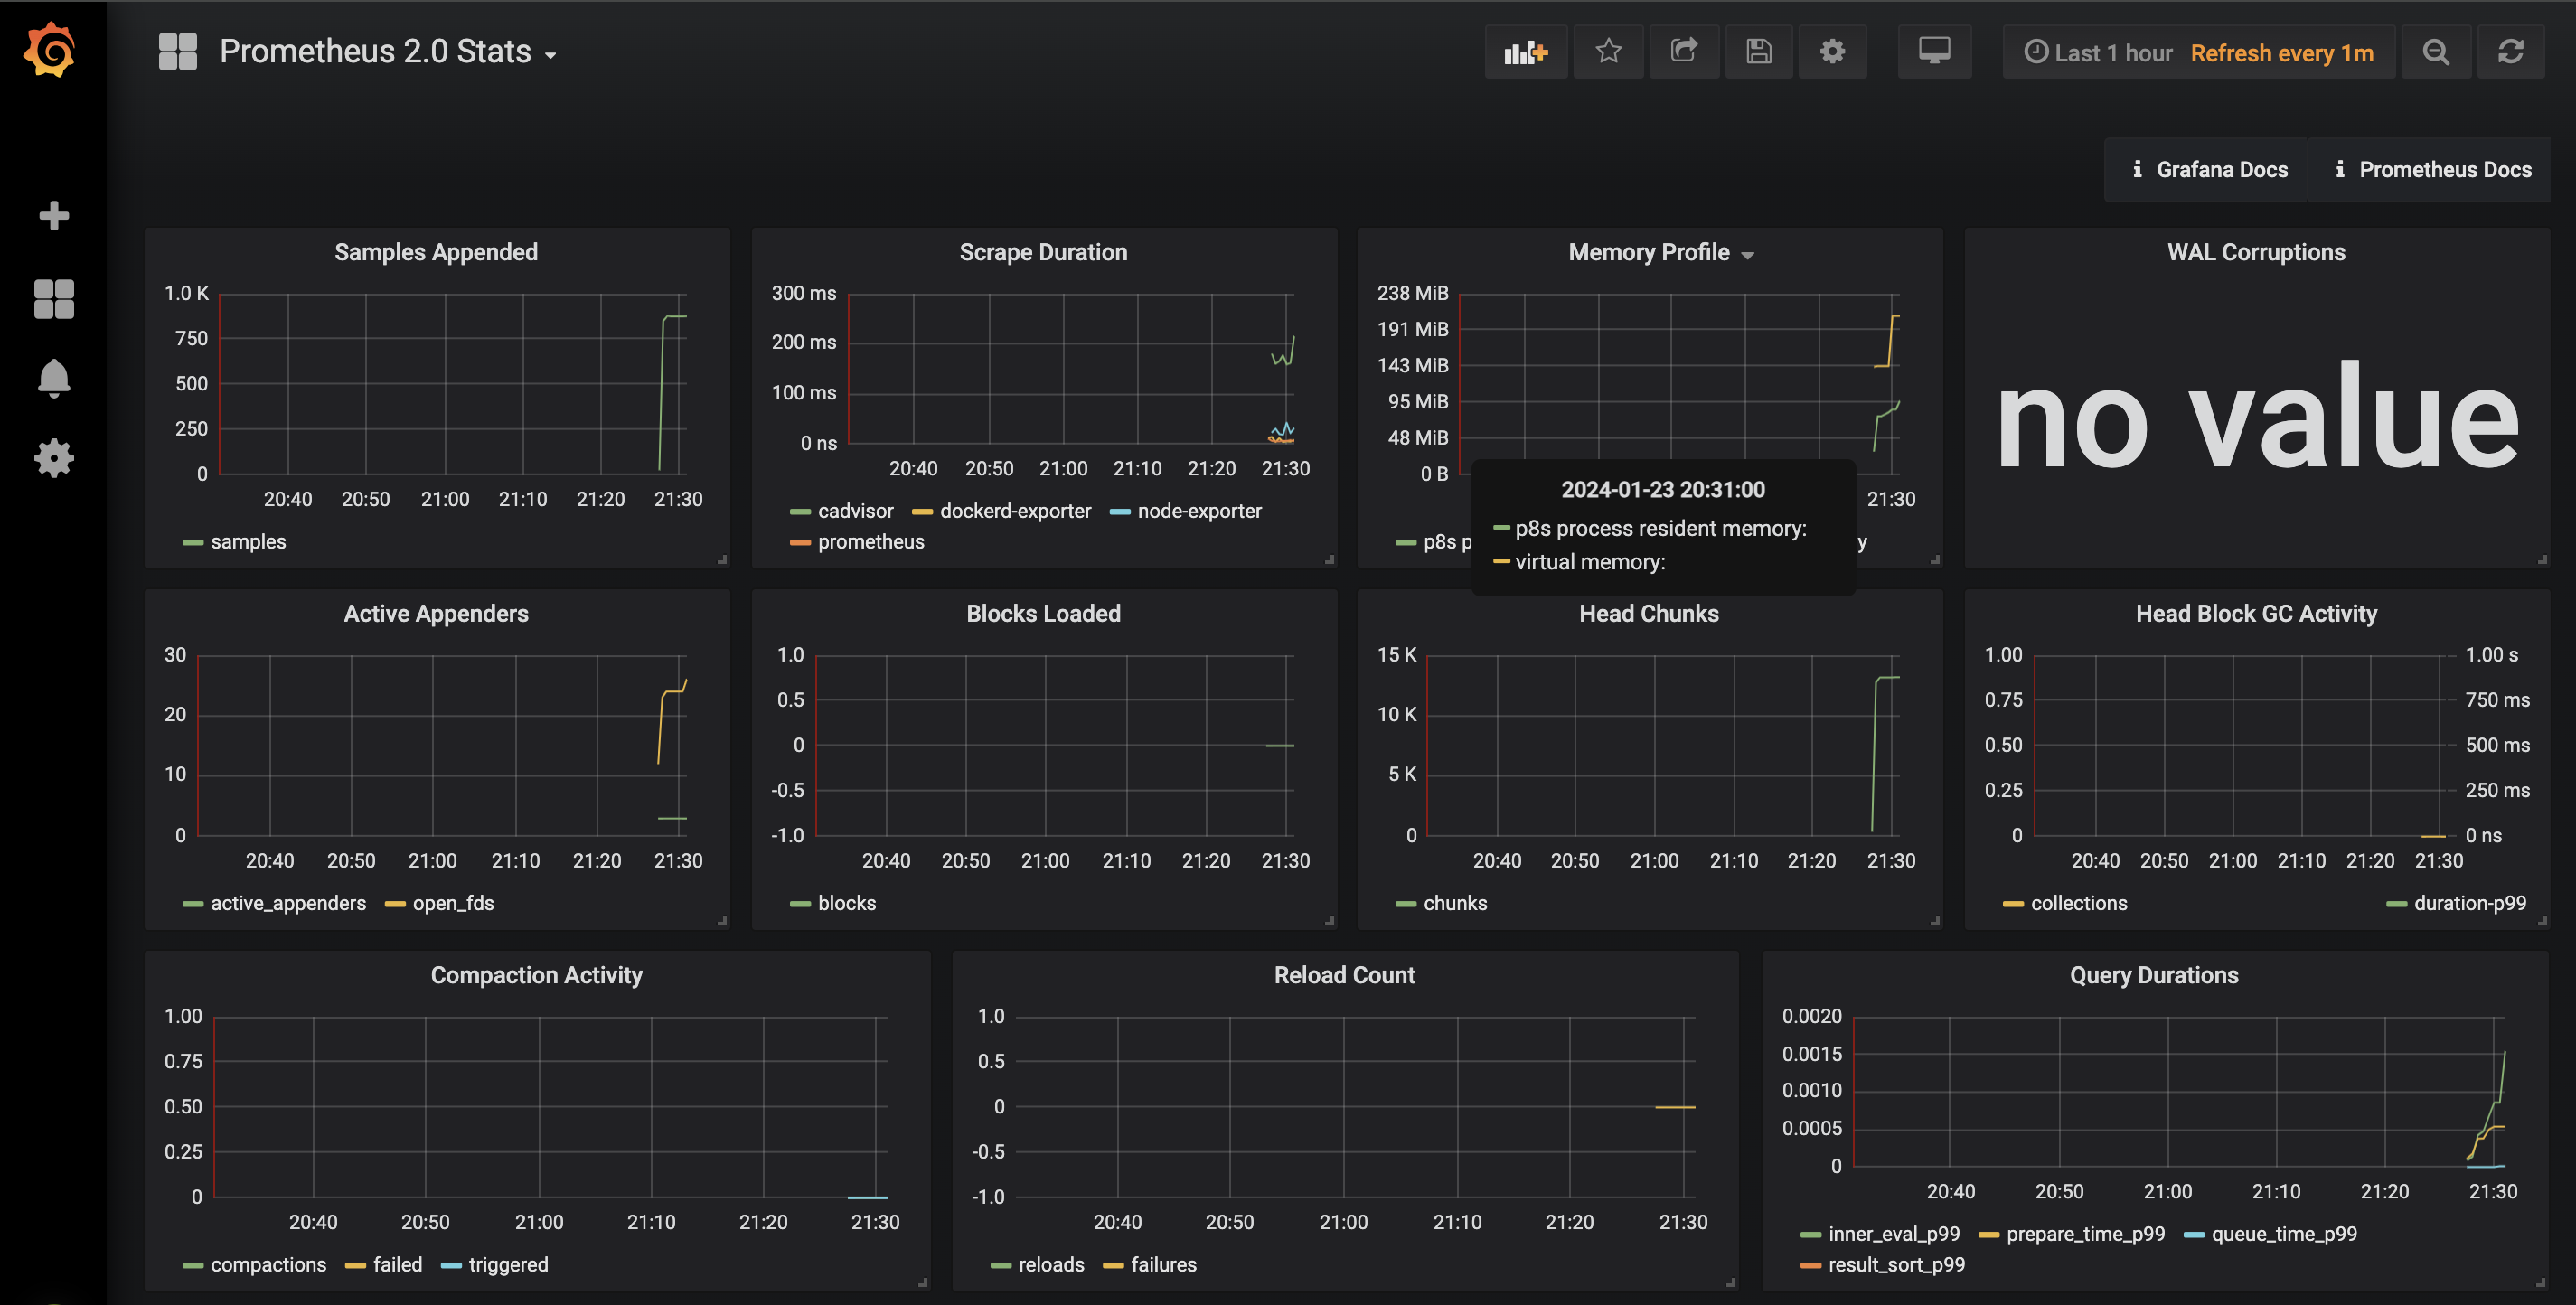 Prometheus 2.0 Stats
Last 1 hour Refresh every 1m
Grafana Docs
Prometheus Docs
Samples Appended
1.0 K
750
500
250
0
20:40 20:50 21:00 21:10 21:20 21:30
samples
Scrape Duration
300 ms
200 ms
100 ms
0 ns
20:40 20:50 21:00 21:10 21:20 21:30
cadvisor dockerd-exporter node-exporter
prometheus
Memory Profile
238 MiB
191 MiB
143 MiB
95 MiB
48 MiB
0 B
21:30
2024-01-23 20:31:00
p8s process resident memory:
virtual memory:
p8s p
y
WAL Corruptions
no value
Active Appenders
30
20
10
0
20:40 20:50 21:00 21:10 21:20 21:30
active_appenders open_fds
Blocks Loaded
1.0
0.5
0
-0.5
-1.0
20:40 20:50 21:00 21:10 21:20 21:30
blocks
Head Chunks
15 K
10 K
5 K
0
20:40 20:50 21:00 21:10 21:20 21:30
chunks
Head Block GC Activity
1.00 1.00 s
0.75 750 ms
0.50 500 ms
0.25 250 ms
0 0 ns
20:40 20:50 21:00 21:10 21:20 21:30
collections duration-p99
Compaction Activity
1.00
0.75
0.50
0.25
0
20:40 20:50 21:00 21:10 21:20 21:30
compactions failed triggered
Reload Count
1.0
0.5
0
-0.5
-1.0
20:40 20:50 21:00 21:10 21:20 21:30
reloads failures
Query Durations
0.0020
0.0015
0.0010
0.0005
0
20:40 20:50 21:00 21:10 21:20 21:30
inner_eval_p99 prepare_time_p99 queue_time_p99
result_sort_p99